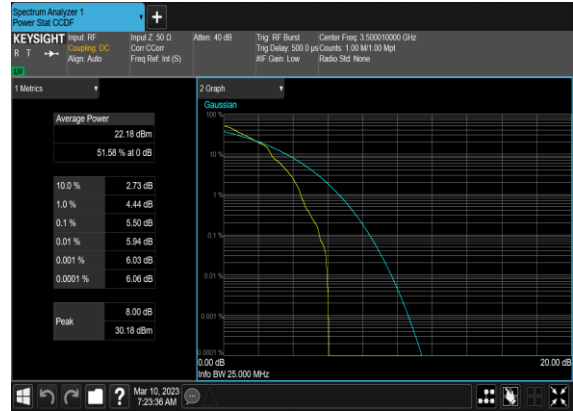 Spectrum Analyzer 1
Power Stat CCDF
KEYSIGHT
R T
LXI
Input: RF
Coupling: DC
Align: Auto
Input Z: 50 Ω
Corr CCorr
Freq Ref: Int (S)
Atten: 40 dB
Trig: RF Burst
Trig Delay: 500.0 µs
#IF Gain: Low
Center Freq: 3.500010000 GHz
Counts: 1.00 M/1.00 Mpt
Radio Std: None
1 Metrics
Average Power
22.18 dBm
51.58 % at 0 dB
10.0 % 2.73 dB
1.0 % 4.44 dB
0.1 % 5.50 dB
0.01 % 5.94 dB
0.001 % 6.03 dB
0.0001 % 6.06 dB
Peak 8.00 dB
30.18 dBm
2 Graph
Gaussian
100 %
10 %
1 %
0.1 %
0.01 %
0.001 %
0.0001 %
0.00 dB 20.00 dB
Info BW 25.000 MHz
Mar 10, 2023
7:23:36 AM